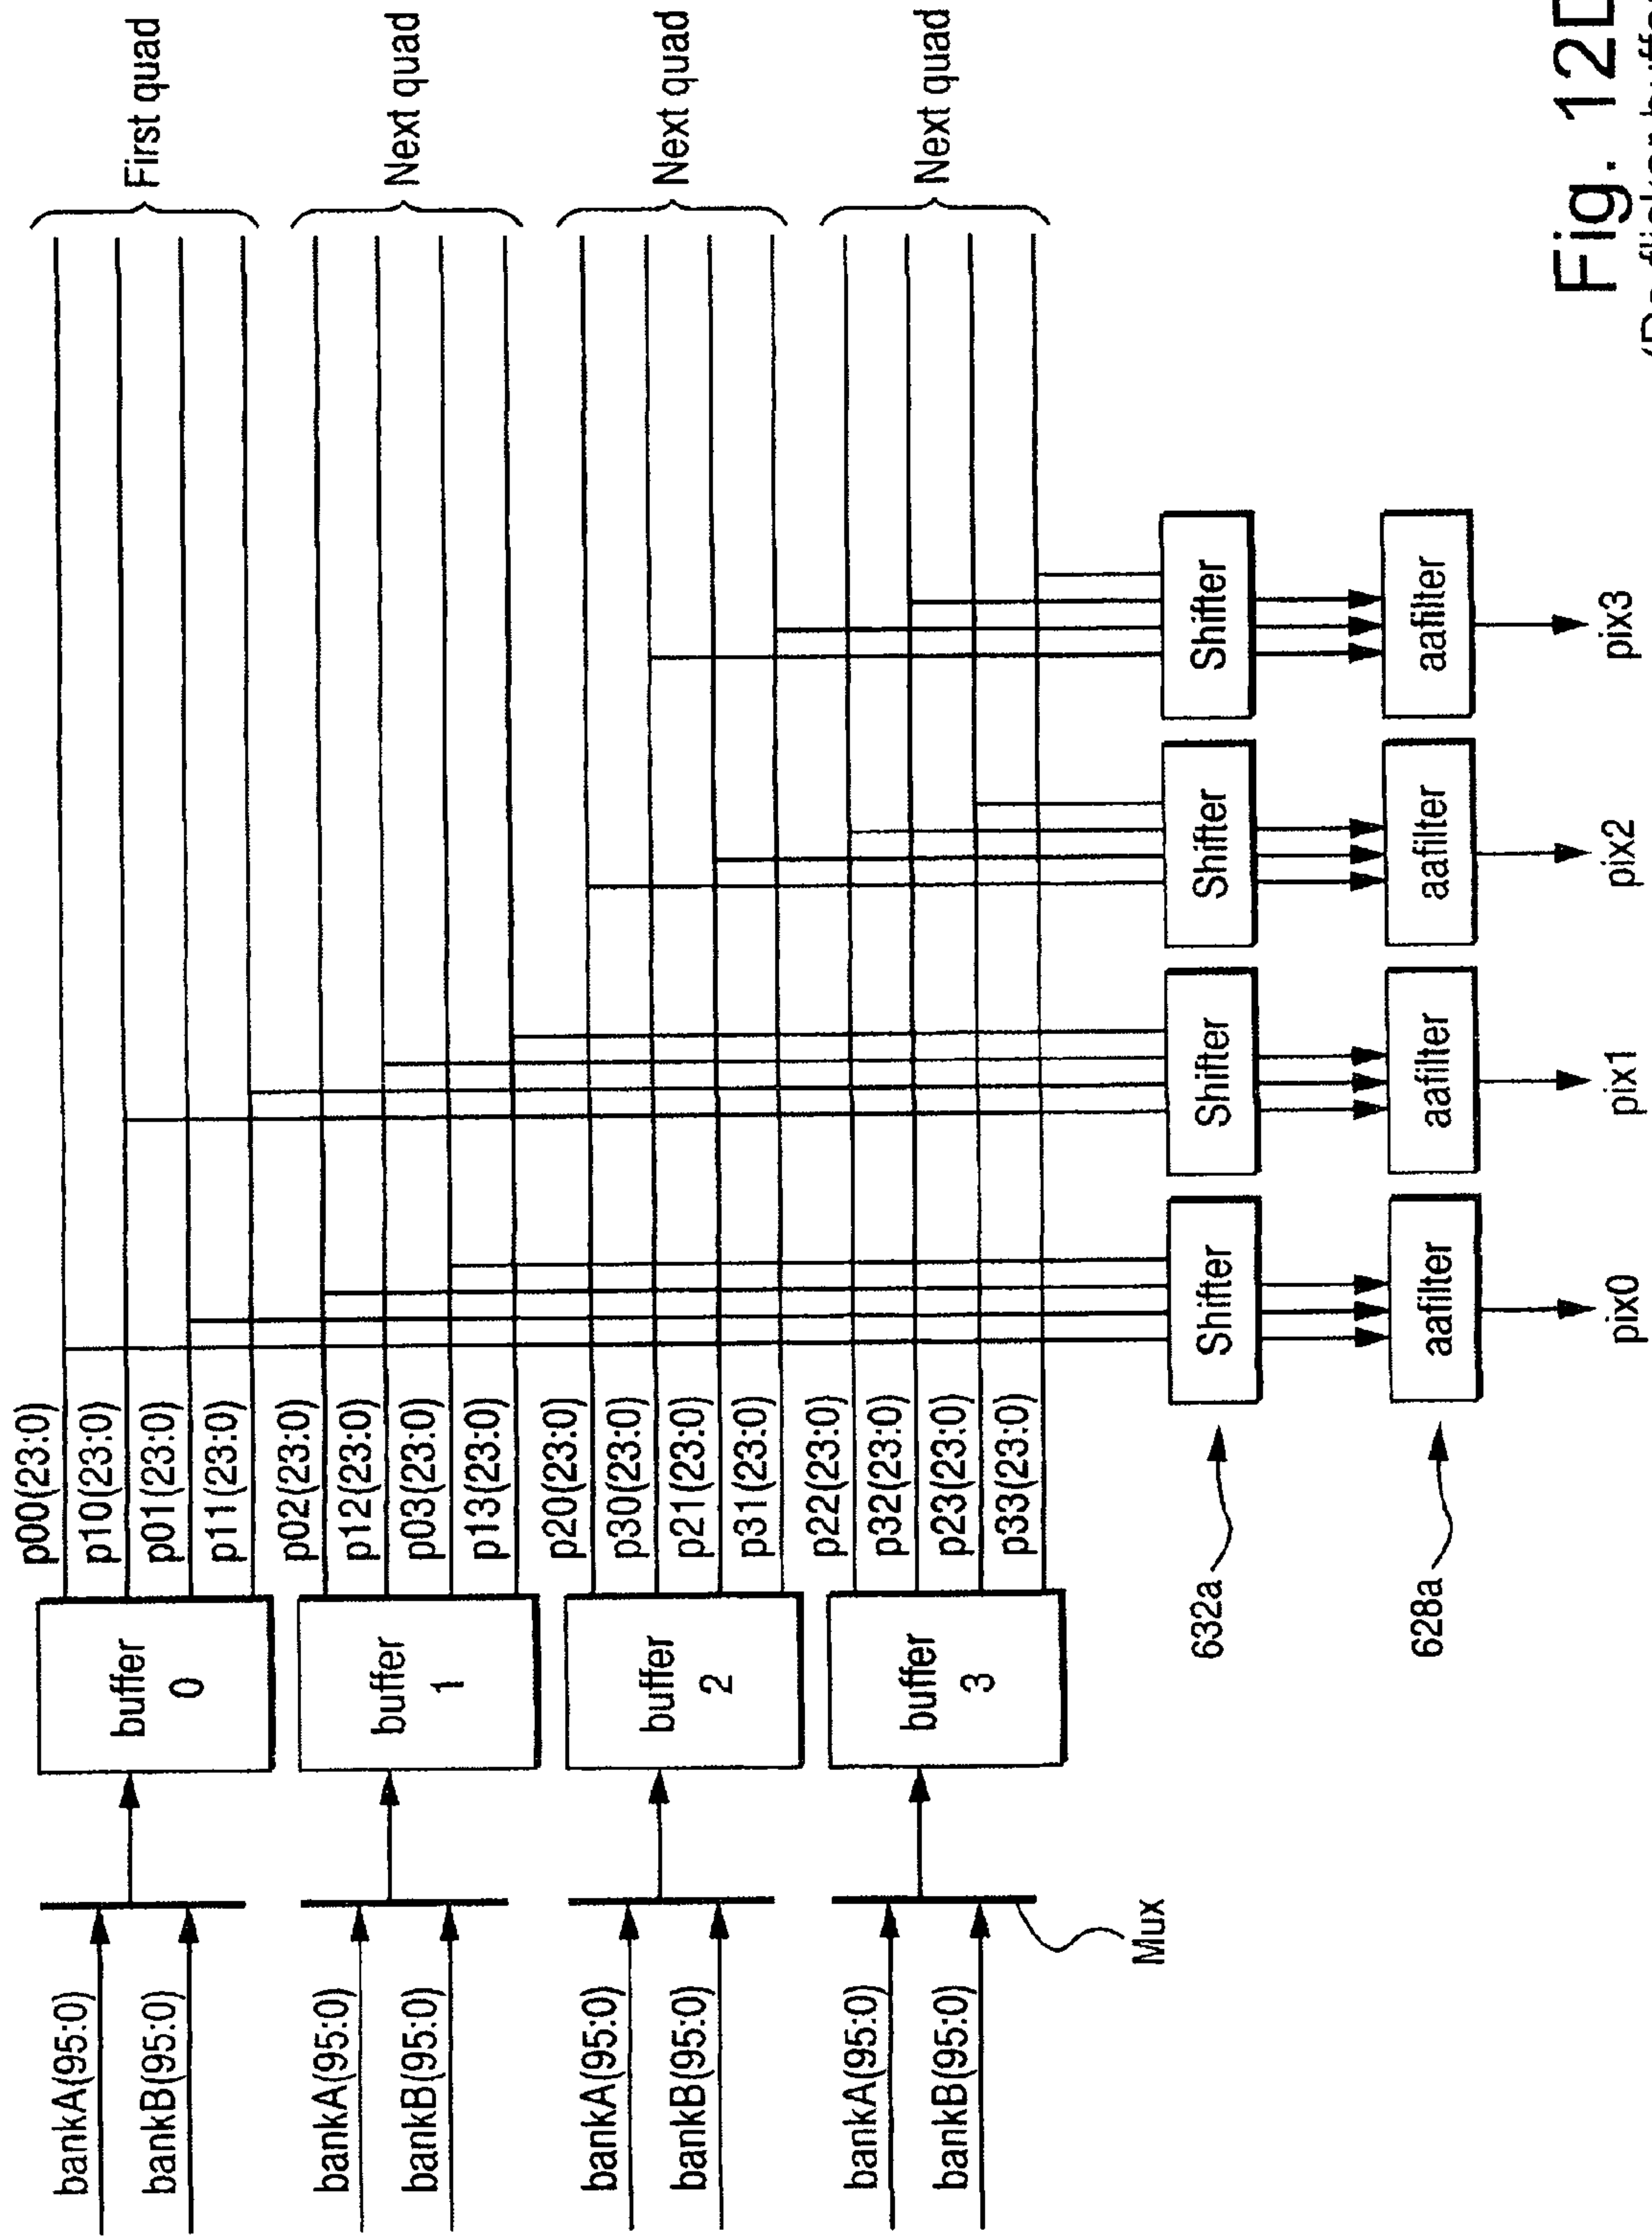 First quad
Next quad
Next quad
Next quad
p00(23:0)
p10(23:0)
p01(23:0)
p11(23:0)
p02(23:0)
p12(23:0)
p03(23:0)
p13(23:0)
p20(23:0)
p30(23:0)
p21(23:0)
p31(23:0)
p22(23:0)
p32(23:0)
p23(23:0)
p33(23:0)
buffer
0
buffer
1
buffer
2
buffer
3
bankA(95:0)
bankB(95:0)
bankA(95:0)
bankB(95:0)
bankA(95:0)
bankB(95:0)
bankA(95:0)
bankB(95:0)
Mux
632a
Shifter
Shifter
Shifter
Shifter
628a
aafilter
aafilter
aafilter
aafilter
pix0
pix1
pix2
pix3
Fig. 12D